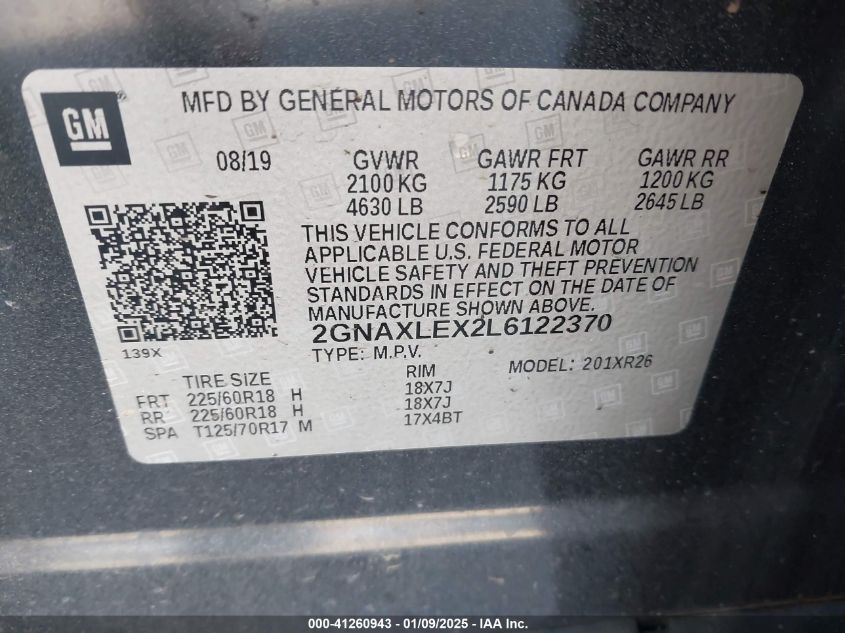 GM
MFD BY GENERAL MOTORS OF CANADA COMPANY
08/19 GVWR GAWR FRT GAWR RR
2100 KG 1175 KG 1200 KG
4630 LB 2590 LB 2645 LB
THIS VEHICLE CONFORMS TO ALL
APPLICABLE U.S. FEDERAL MOTOR
VEHICLE SAFETY AND THEFT PREVENTION
STANDARDS IN EFFECT ON THE DATE OF
MANUFACTURE SHOWN ABOVE.
2GNAXLEX2L6122370
139X TYPE: M.P.V. MODEL: 201XR26
TIRE SIZE RIM
FRT 225/60R18 H 18X7J
RR 225/60R18 H 18X7J
SPA T125/70R17 M 17X4BT
000-41260943 - 01/09/2025 - IAA Inc.